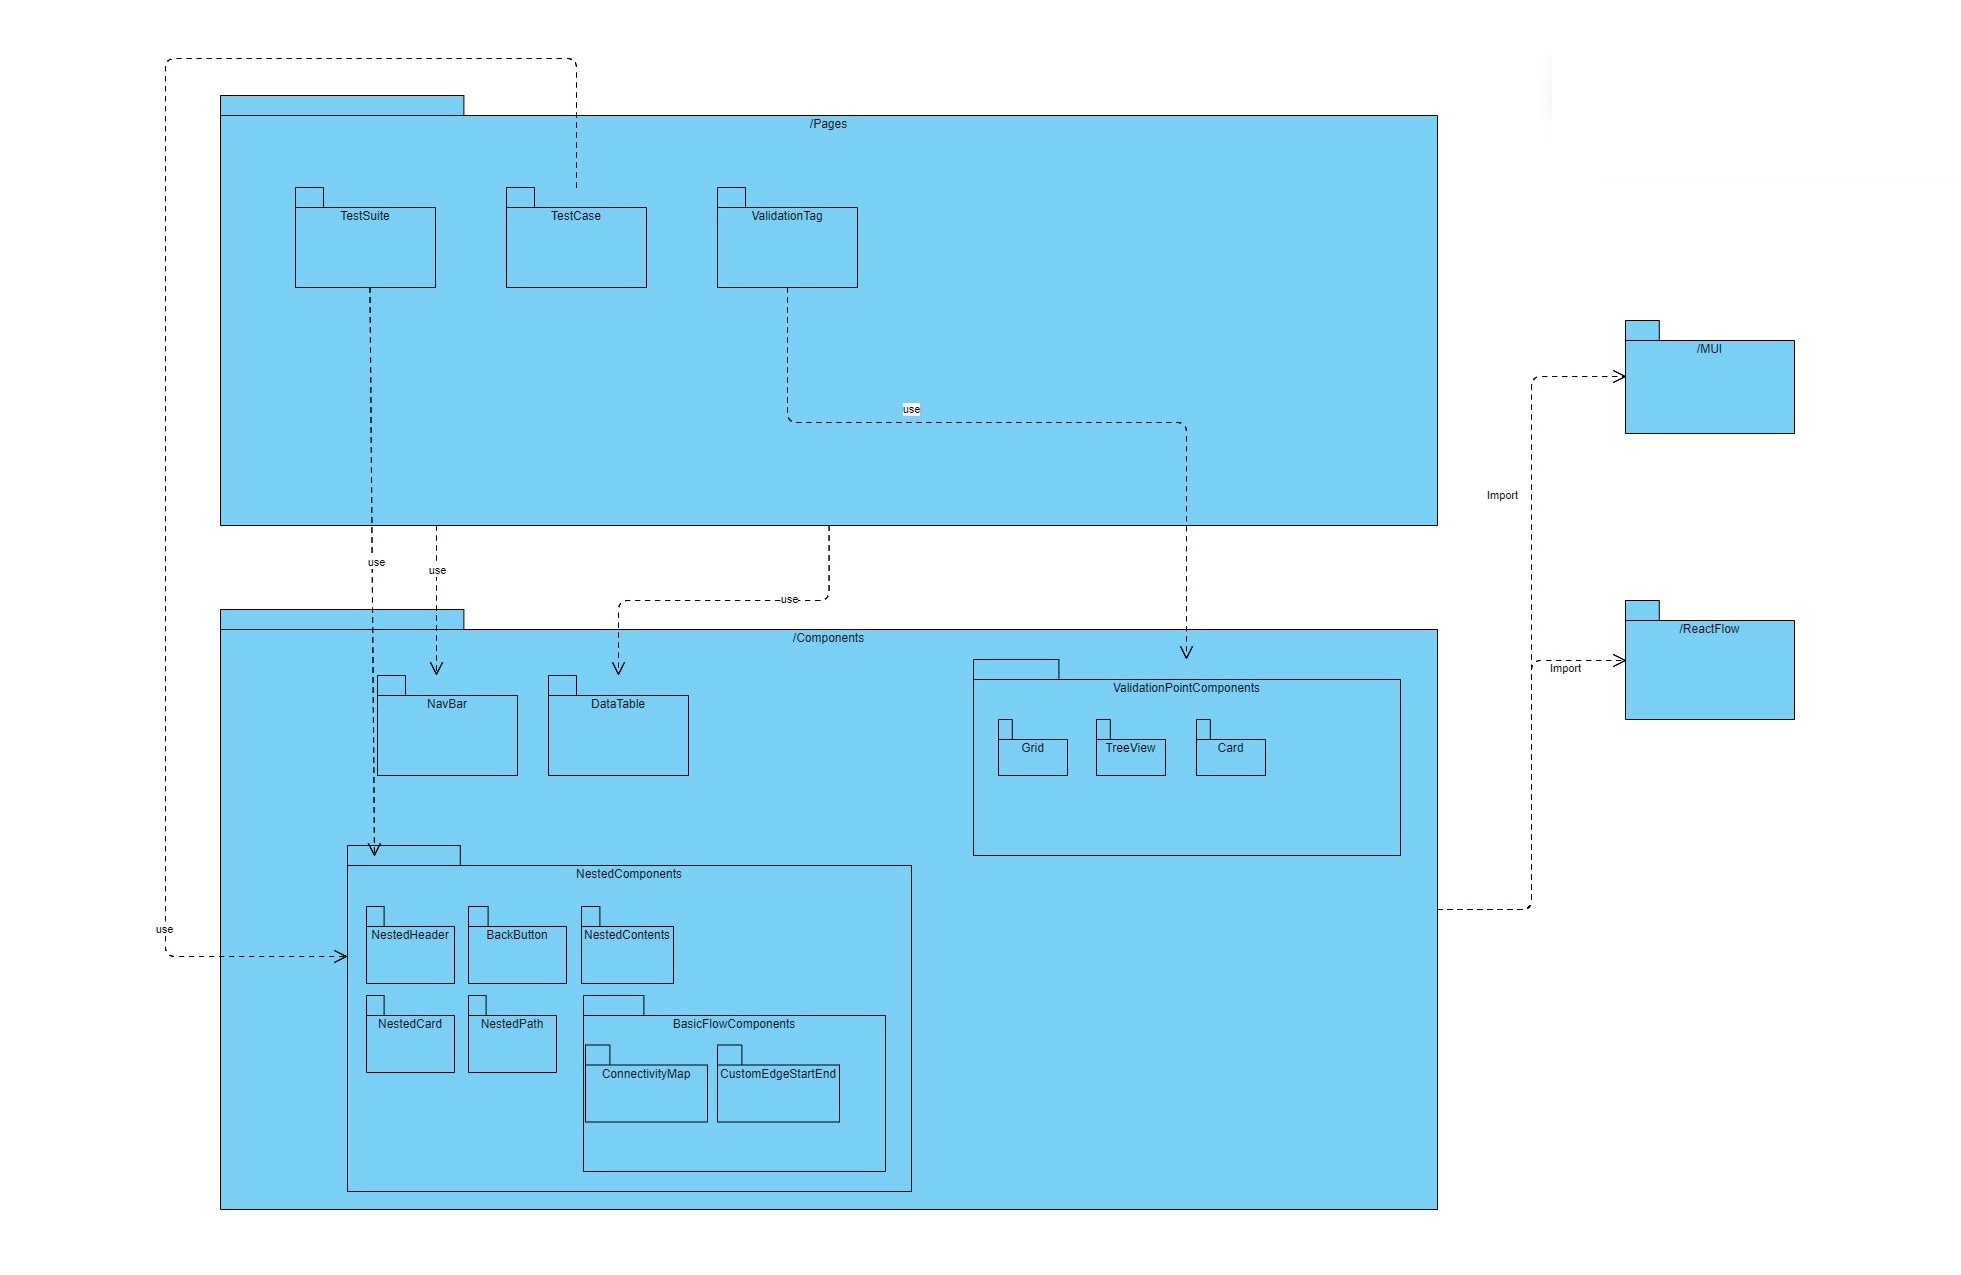 /Pages
TestSuite
TestCase
ValidationTag
/MUI
use
Import
use
use
use
/Components
/ReactFlow
Import
ValidationPointComponents
NavBar
DataTable
Grid
TreeView
Card
NestedComponents
use
NestedHeader
BackButton
NestedContents
NestedCard
NestedPath
BasicFlowComponents
ConnectivityMap
CustomEdgeStartEnd